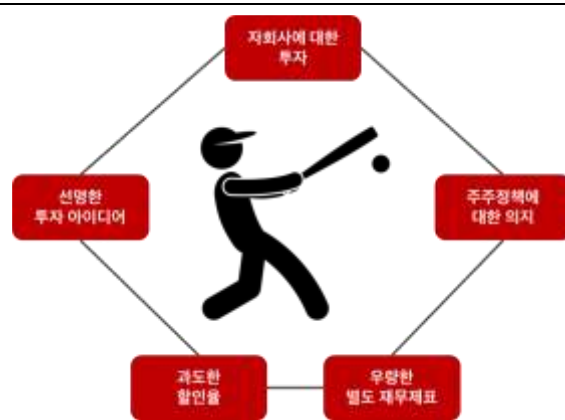 자회사에 대한
투자
선명한
투자 아이디어
주주정책에
대한 의지
과도한
할인율
우량한
별도 재무제표